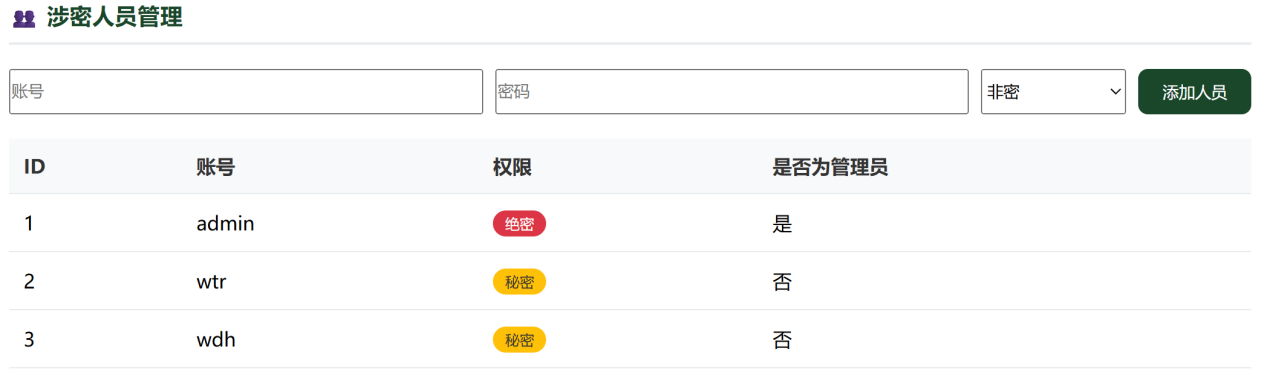 涉密人员管理
账号 密码 非密 添加人员
ID 账号 权限 是否为管理员
1 admin 绝密 是
2 wtr 秘密 否
3 wdh 秘密 否